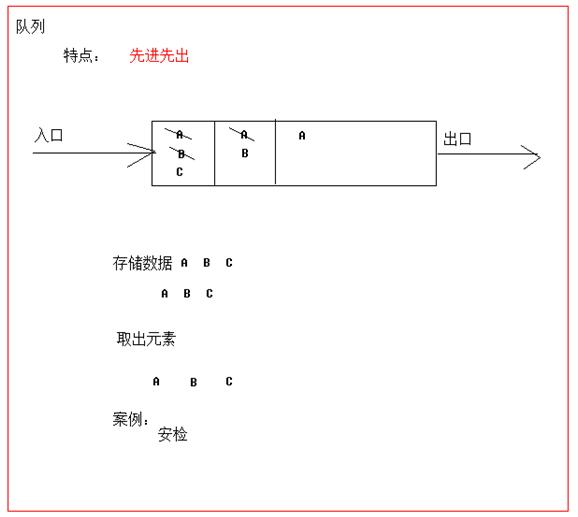 队列
特点： 先进先出
入口
出口
A A A
B B
C
存储数据 A B C
A B C
取出元素
A B C
案例：
安检